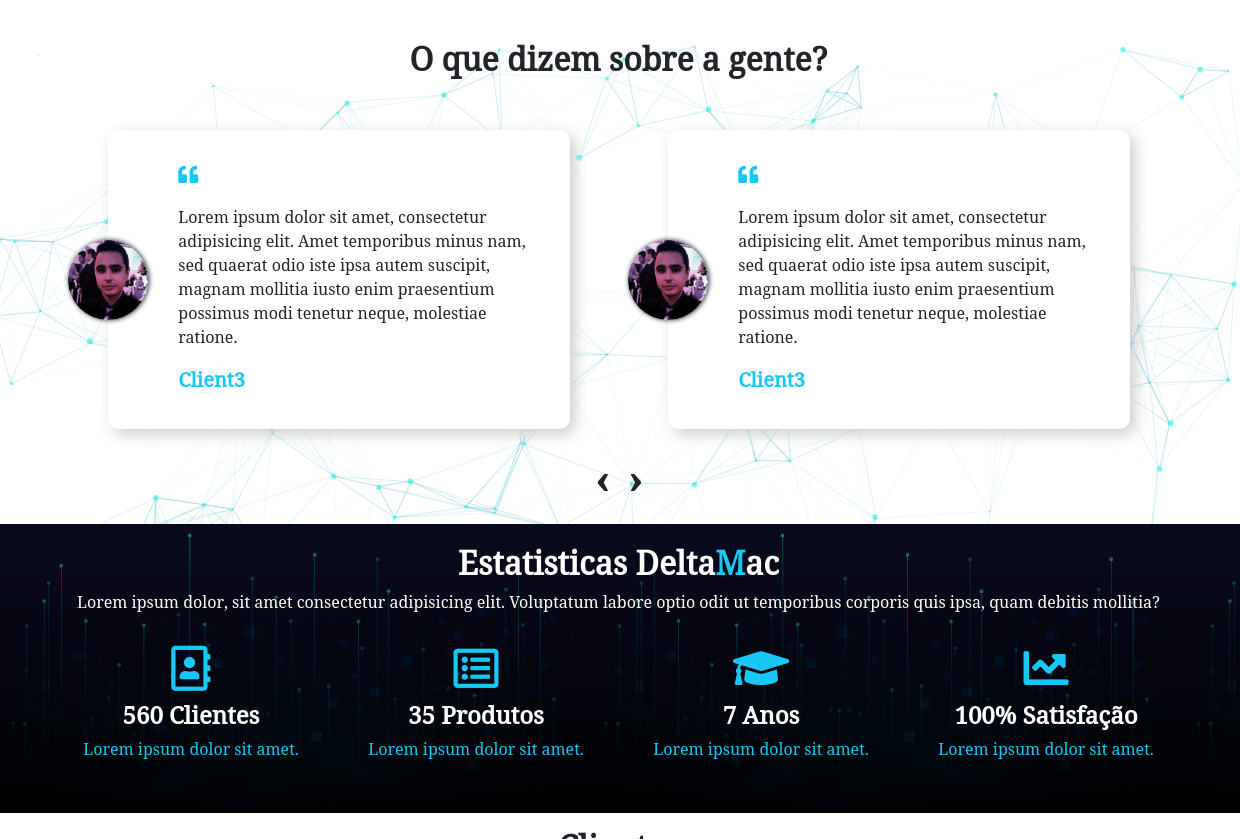 O que dizem sobre a gente?
Lorem ipsum dolor sit amet, consectetur
adipisicing elit. Amet temporibus minus nam,
sed quaerat odio iste ipsa autem suscipit,
magnam mollitia iusto enim praesentium
possimus modi tenetur neque, molestiae
ratione.
Client3
Lorem ipsum dolor sit amet, consectetur
adipisicing elit. Amet temporibus minus nam,
sed quaerat odio iste ipsa autem suscipit,
magnam mollitia iusto enim praesentium
possimus modi tenetur neque, molestiae
ratione.
Client3
Estatisticas DeltaMac
Lorem ipsum dolor, sit amet consectetur adipisicing elit. Voluptatum labore optio odit ut temporibus corporis quis ipsa, quam debitis mollitia?
560 Clientes
Lorem ipsum dolor sit amet.
35 Produtos
Lorem ipsum dolor sit amet.
7 Anos
Lorem ipsum dolor sit amet.
100% Satisfação
Lorem ipsum dolor sit amet.